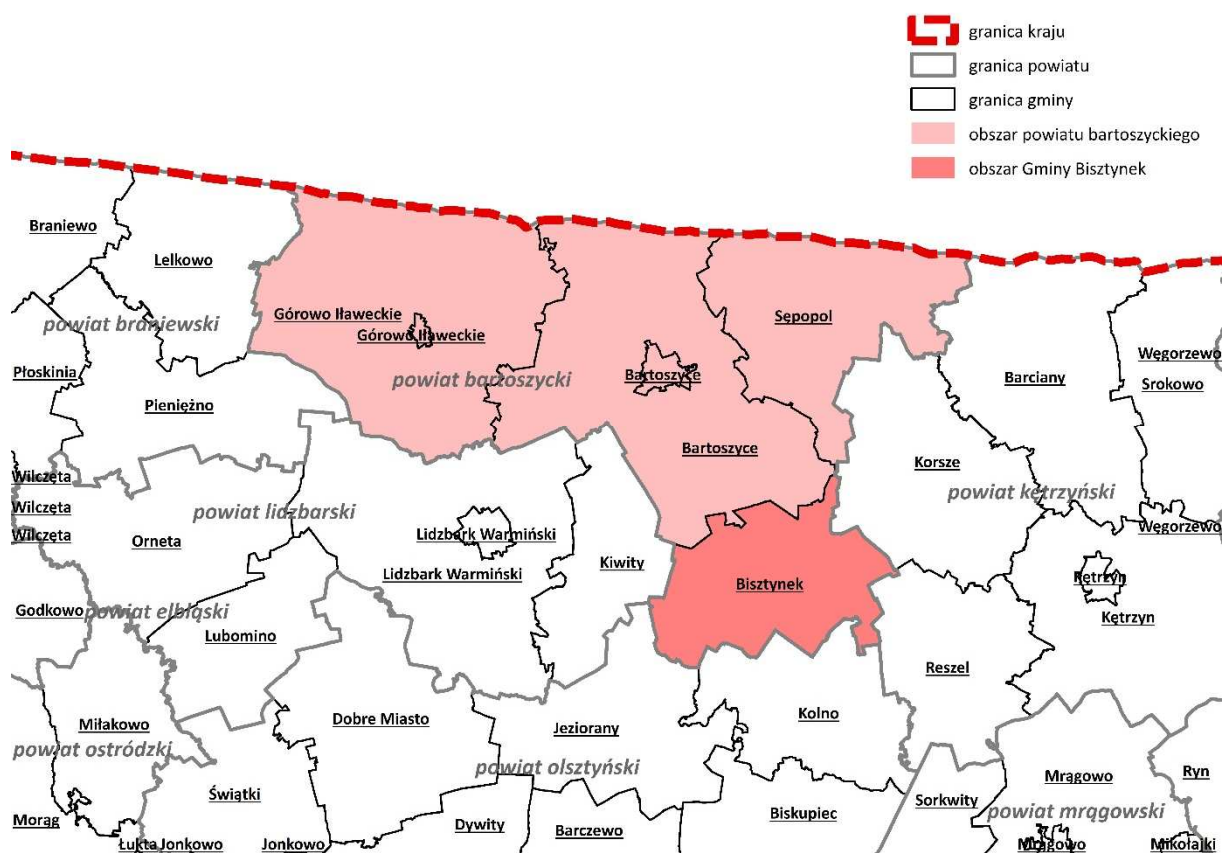 granica kraju
granica powiatu
granica gminy
obszar powiatu bartoszyckiego
obszar Gminy Bisztynek
Braniewo
Lelkowo
Górowo Iławeckie
Górowo Iławeckie
powiat braniewski
Sępopol
Węgorzewo
Srokowo
Płoskinia
Pieniężno
powiat bartoszycki
Bartoszyce
Barciany
Bartoszyce
Korsze
Wilczęta
Wilczęta
Wilczęta
powiat lidzbarski
powiat kętrzyński
Orneta
Lidzbark Warmiński
Lidzbark Warmiński
Kiwity
Węgorzewo
Bisztynek
Kętrzyn
Kętrzyn
Godkowo
powiat elbląski
Lubomino
Reszel
Miłakowo
Dobre Miasto
Jeziorany
Kolno
powiat ostródzki
powiat olsztyński
Mrągowo
Ryn
Świątki
Sorkwity
powiat mrągowski
Morąg
Dywity
Barczewo
Biskupiec
Łukta
Jonkowo
Jonkowo
Mrągowo
Mikołajki